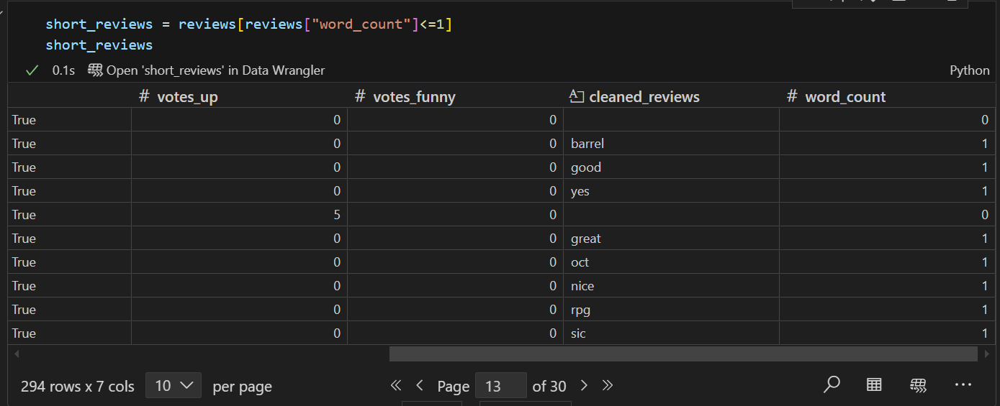 short_reviews = reviews[reviews["word_count"]<=1]
short_reviews
0.1s Open 'short_reviews' in Data Wrangler Python
# votes_up # votes_funny A cleaned_reviews # word_count
True 0 0 0
True 0 0 barrel 1
True 0 0 good 1
True 0 0 yes 1
True 5 0 0
True 0 0 great 1
True 0 0 oct 1
True 0 0 nice 1
True 0 0 rpg 1
True 0 0 sic 1
294 rows x 7 cols 10 per page Page 13 of 30